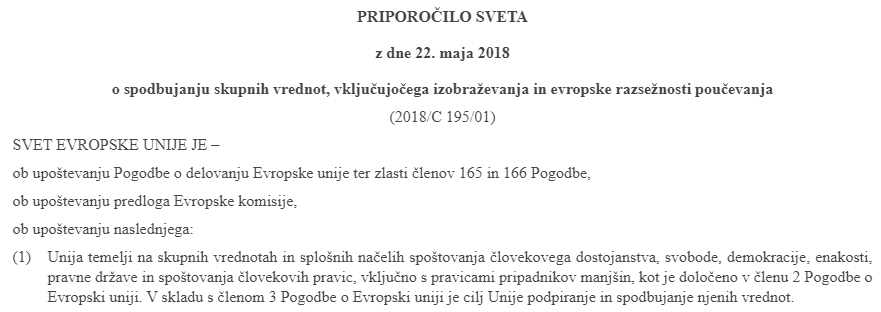 PRIPOROČILO SVETA
z dne 22. maja 2018
o spodbujanju skupnih vrednot, vključujočega izobraževanja in evropske razsežnosti poučevanja
(2018/C 195/01)
SVET EVROPSKE UNIJE JE –
ob upoštevanju Pogodbe o delovanju Evropske unije ter zlasti členov 165 in 166 Pogodbe,
ob upoštevanju predloga Evropske komisije,
ob upoštevanju naslednjega:
(1) Unija temelji na skupnih vrednotah in splošnih načelih spoštovanja človekovega dostojanstva, svobode, demokracije, enakosti,
pravne države in spoštovanja človekovih pravic, vključno s pravicami pripadnikov manjšin, kot je določeno v členu 2 Pogodbe o
Evropski uniji. V skladu s členom 3 Pogodbe o Evropski uniji je cilj Unije podpiranje in spodbujanje njenih vrednot.